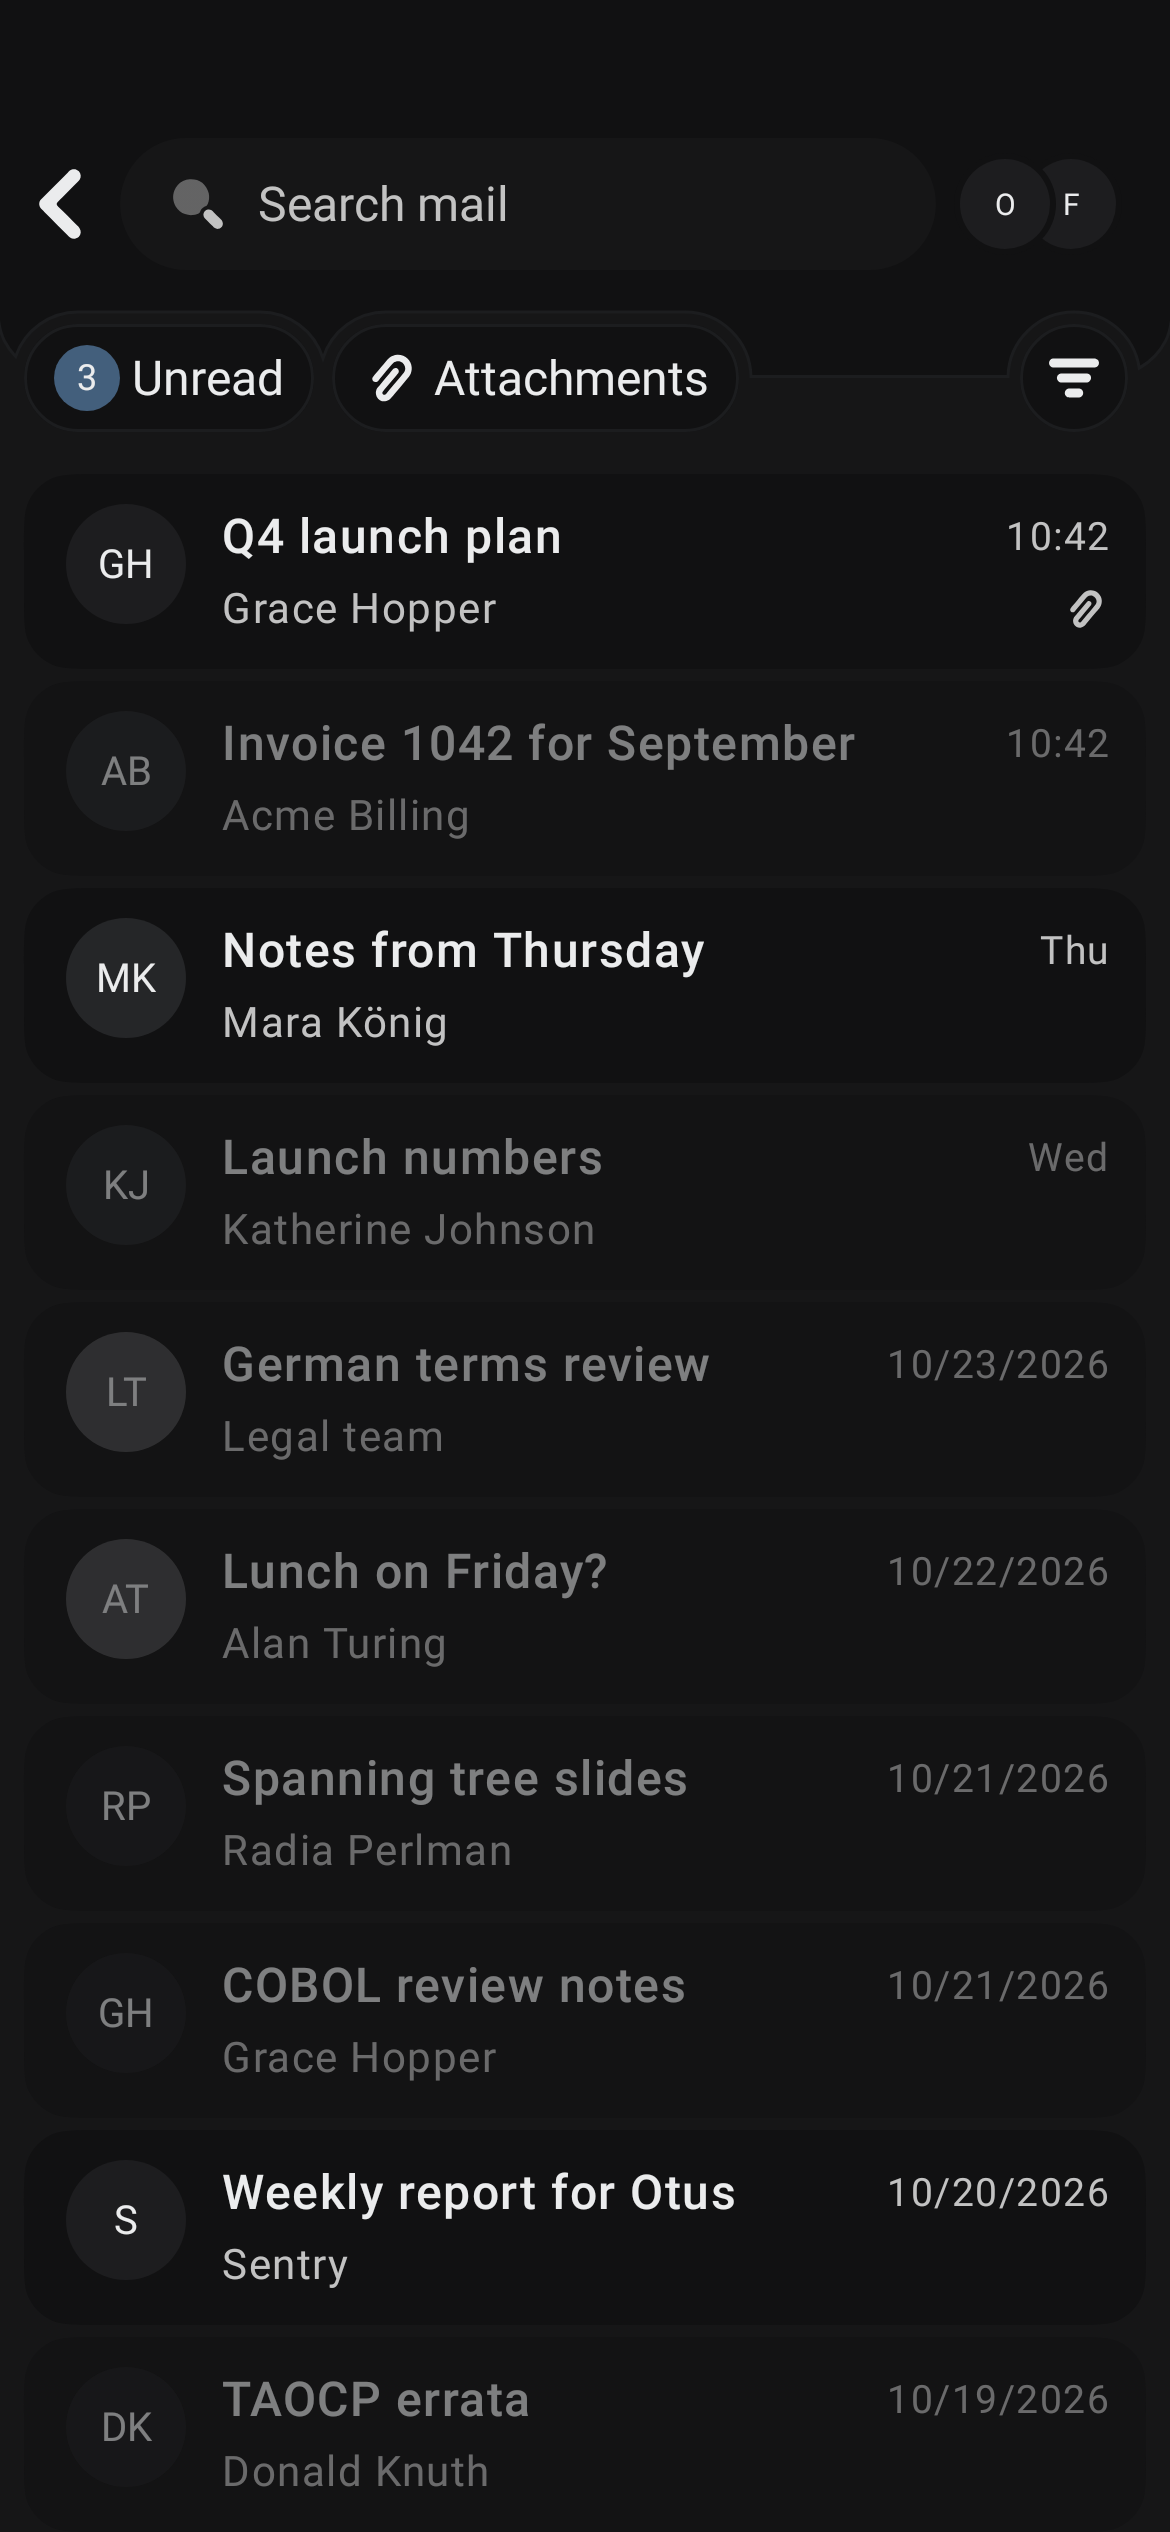 Search mail
O
F
3 Unread
Attachments
GH
Q4 launch plan
10:42
Grace Hopper
AB
Invoice 1042 for September
10:42
Acme Billing
MK
Notes from Thursday
Thu
Mara König
KJ
Launch numbers
Wed
Katherine Johnson
LT
German terms review
10/23/2026
Legal team
AT
Lunch on Friday?
10/22/2026
Alan Turing
RP
Spanning tree slides
10/21/2026
Radia Perlman
GH
COBOL review notes
10/21/2026
Grace Hopper
S
Weekly report for Otus
10/20/2026
Sentry
DK
TAOCP errata
10/19/2026
Donald Knuth